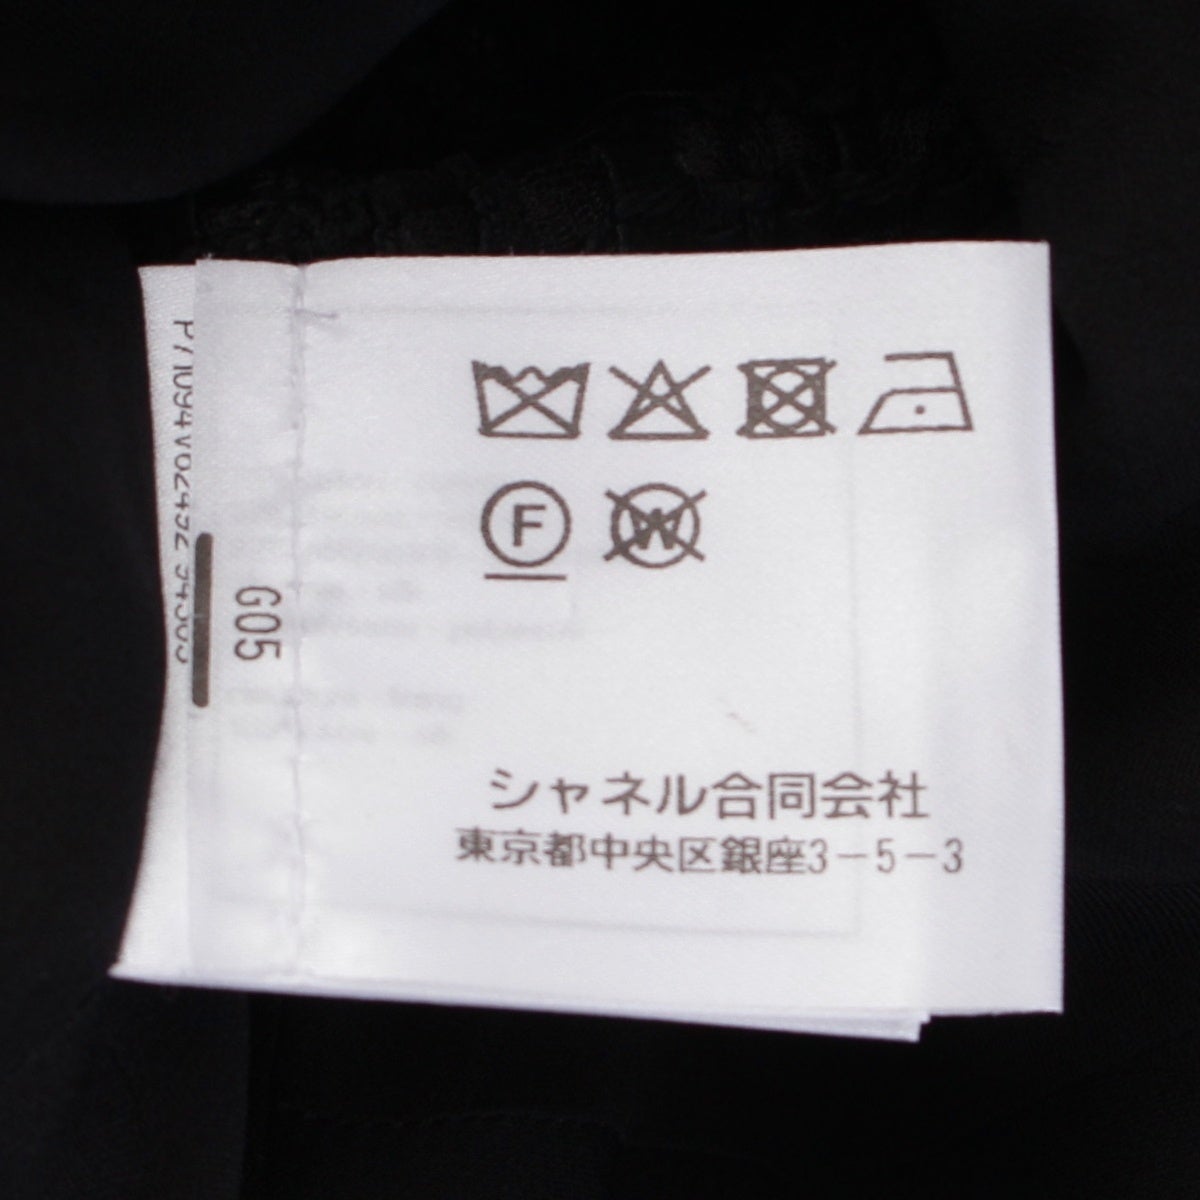 F W
G05
シャネル合同会社
東京都中央区銀座3-5-3